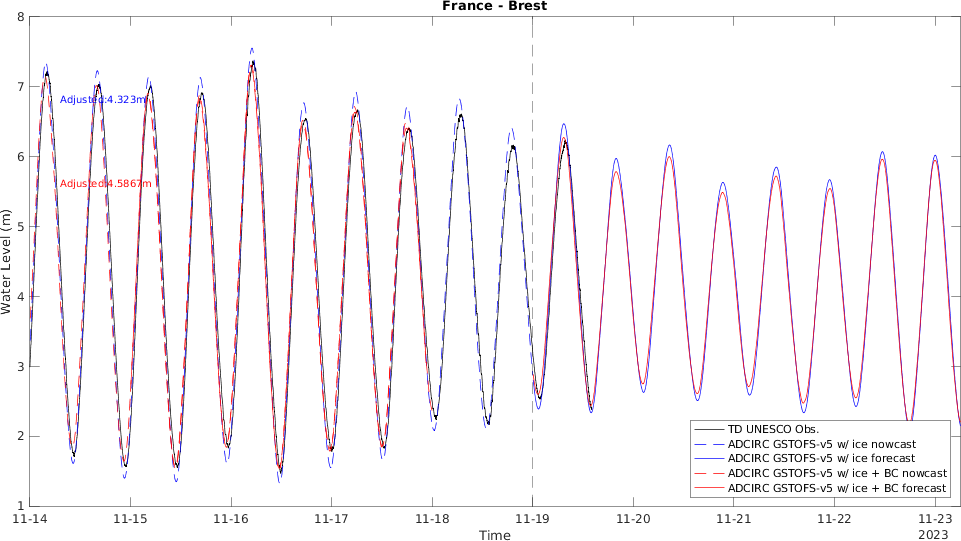 France - Brest
8
7
6
5
4
3
2
1
Water Level (m)
Adjusted:4.323m
Adjusted:4.5867m
TD UNESCO Obs.
ADCIRC GSTOFS-v5 w/ ice nowcast
ADCIRC GSTOFS-v5 w/ ice forecast
ADCIRC GSTOFS-v5 w/ ice + BC nowcast
ADCIRC GSTOFS-v5 w/ ice + BC forecast
11-14 11-15 11-16 11-17 11-18 11-19 11-20 11-21 11-22 11-23
Time
2023